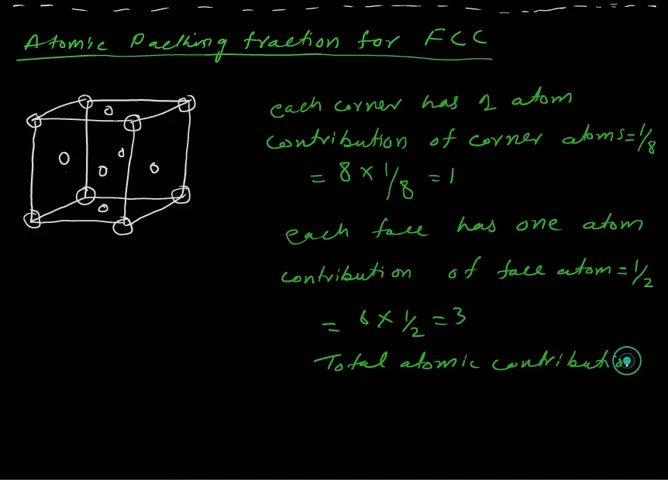 Atomic Packing fraction for FCC
each corner has 1 atom
contribution of corner atoms=1/8
= 8 × 1/8 = 1
each face has one atom
contribution of face atom=1/2
= 6 × 1/2 = 3
Total atomic contributi